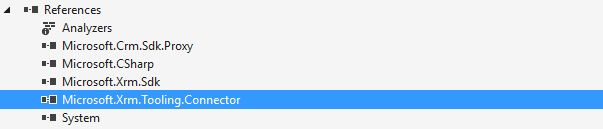 References
Analyzers
Microsoft.Crm.Sdk.Proxy
Microsoft.CSharp
Microsoft.Xrm.Sdk
Microsoft.Xrm.Tooling.Connector
System